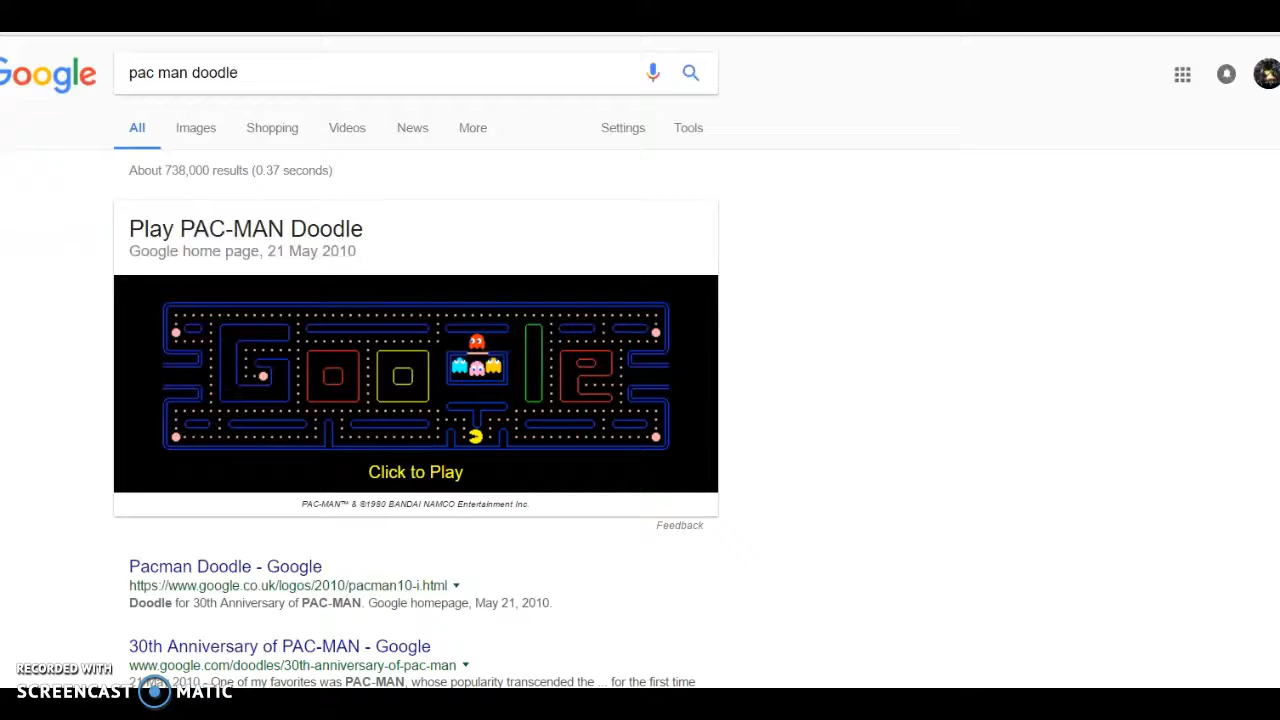 Google
pac man doodle
All Images Shopping Videos News More Settings Tools
About 738,000 results (0.37 seconds)
Play PAC-MAN Doodle
Google home page, 21 May 2010
Click to Play
PAC-MAN™ & ©1980 BANDAI NAMCO Entertainment Inc.
Feedback
Pacman Doodle - Google
https://www.google.co.uk/logos/2010/pacman10-i.html
Doodle for 30th Anniversary of PAC-MAN. Google homepage, May 21, 2010.
30th Anniversary of PAC-MAN - Google
www.google.com/doodles/30th-anniversary-of-pac-man
21 May 2010 - One of my favorites was PAC-MAN, whose popularity transcended the ... for the first time
RECORDED WITH
SCREENCAST MATIC